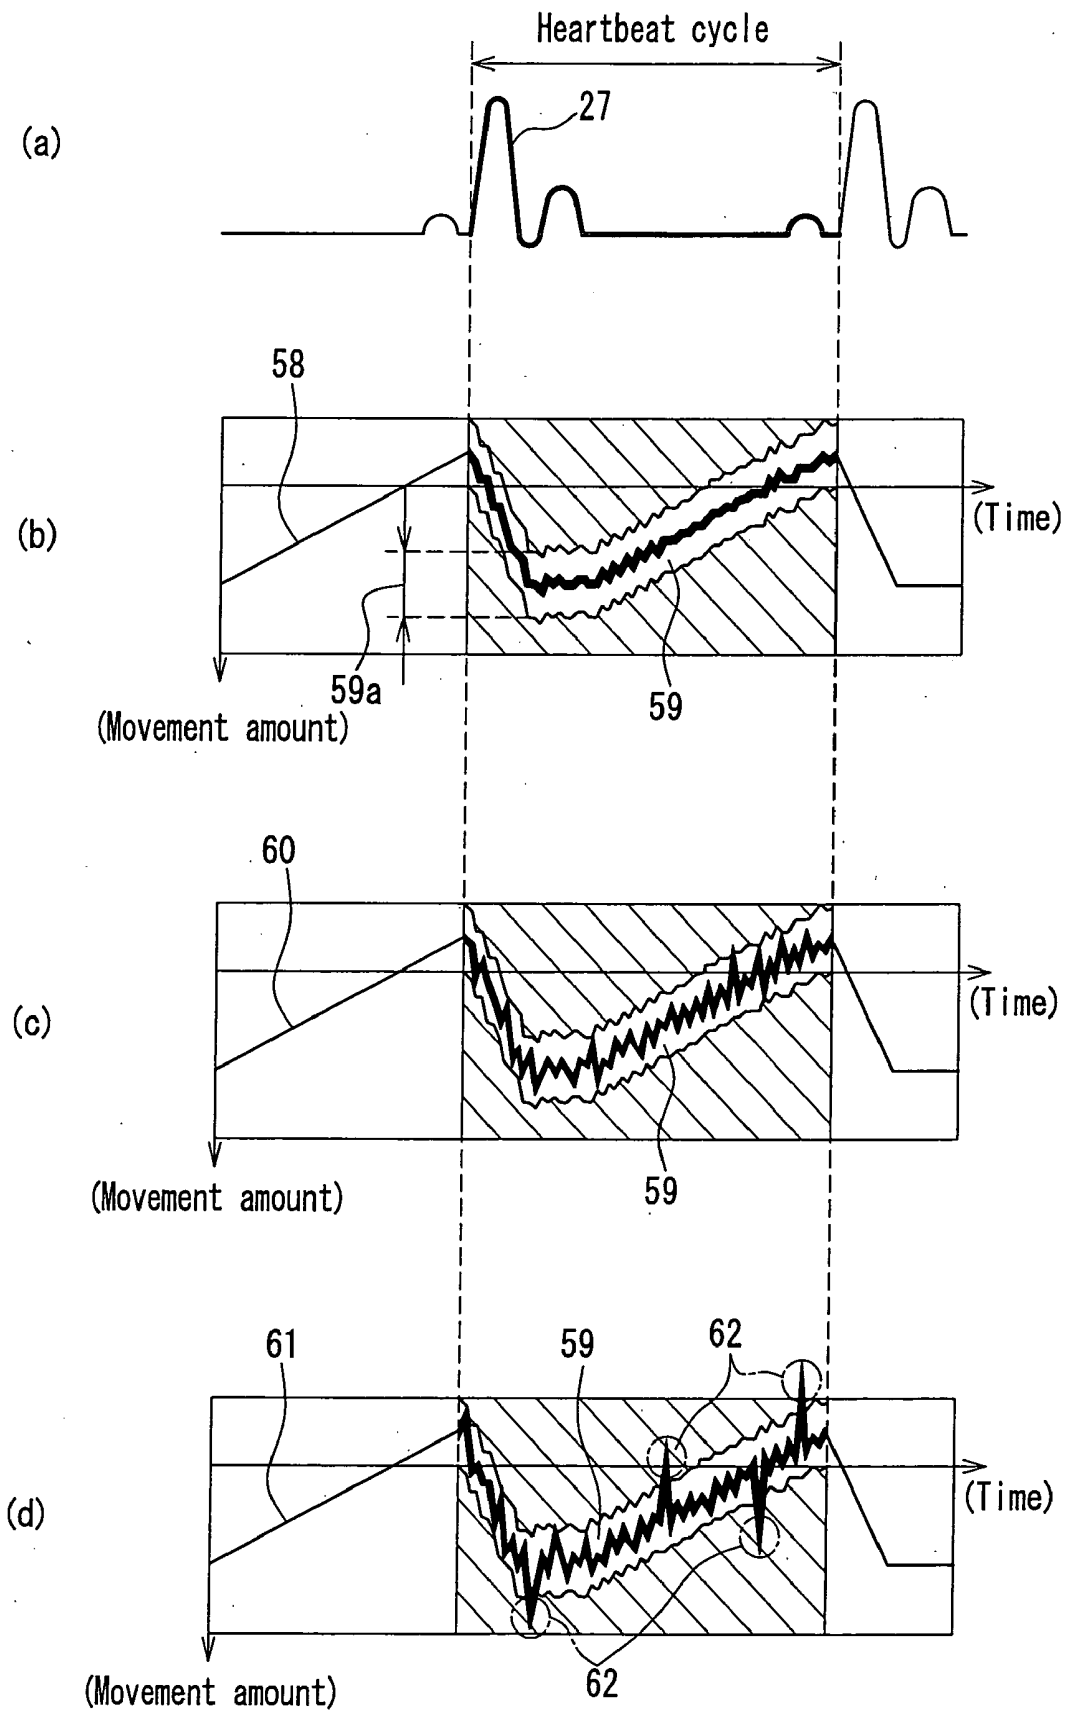 Heartbeat cycle
27
(a)
58
(b)
(Time)
59a
59
(Movement amount)
60
(c)
(Time)
59
(Movement amount)
61
59
62
(d)
(Time)
62
(Movement amount)